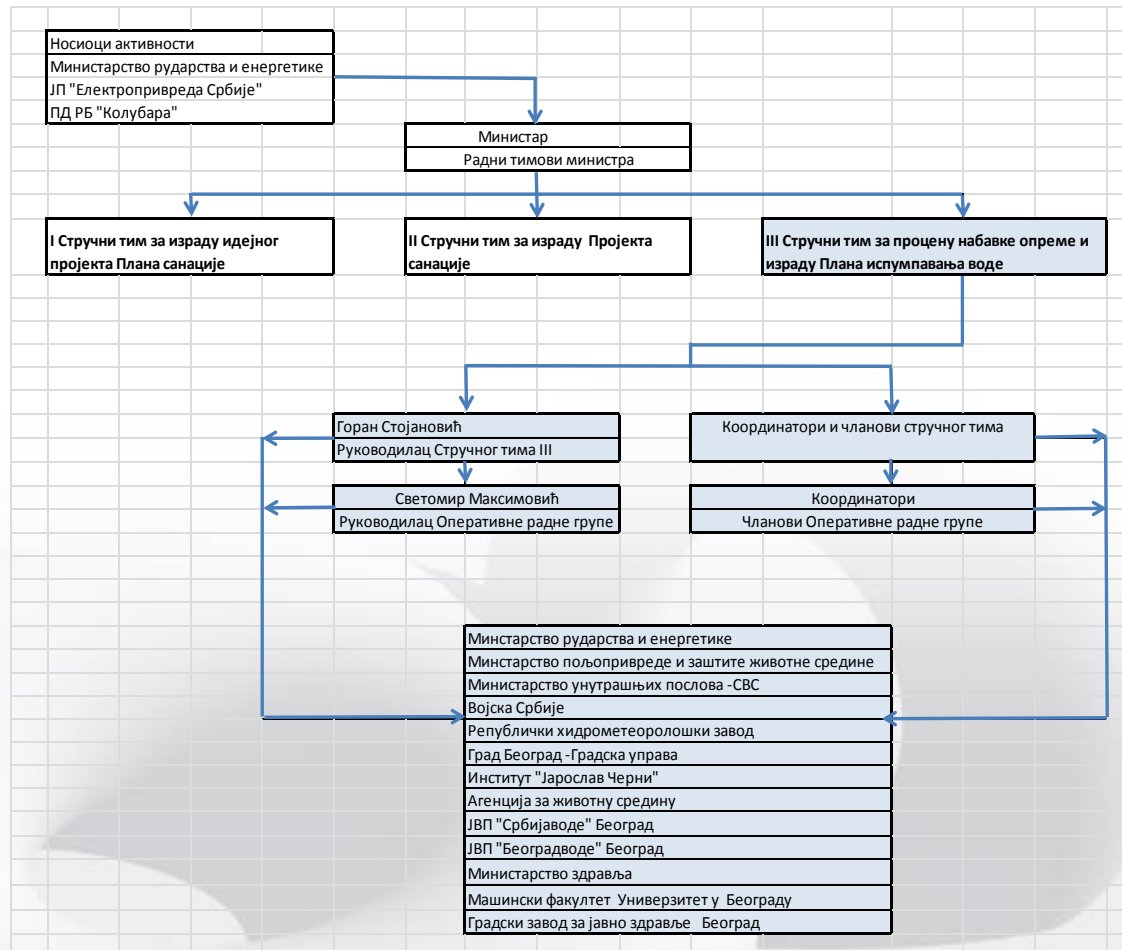 Носиоци активности
Министарство рударства и енергетике
ЈП "Електропривреда Србије"
ПД РБ "Колубара"
Министар
Радни тимови министра
I Стручни тим за израду идејног
пројекта Плана санације
II Стручни тим за израду Пројекта
санације
III Стручни тим за процену набавке опреме и
израду Плана испумпавања воде
Горан Стојановић
Руководилац Стручног тима III
Координатори и чланови стручног тима
Светомир Максимовић
Руководилац Оперативне радне групе
Координатори
Чланови Оперативне радне групе
Минстарство рударства и енергетике
Минстарство пољопривреде и заштите животне средине
Министарство унутрашњих послова -СВС
Војска Србије
Републички хидрометеоролошки завод
Град Београд -Градска управа
Институт "Јарослав Черни"
Агенција за животну средину
ЈВП "Србијаводе" Београд
ЈВП "Београдводе" Београд
Министарство здравља
Машински факултет Универзитет у Београду
Градски завод за јавно здравље Београд